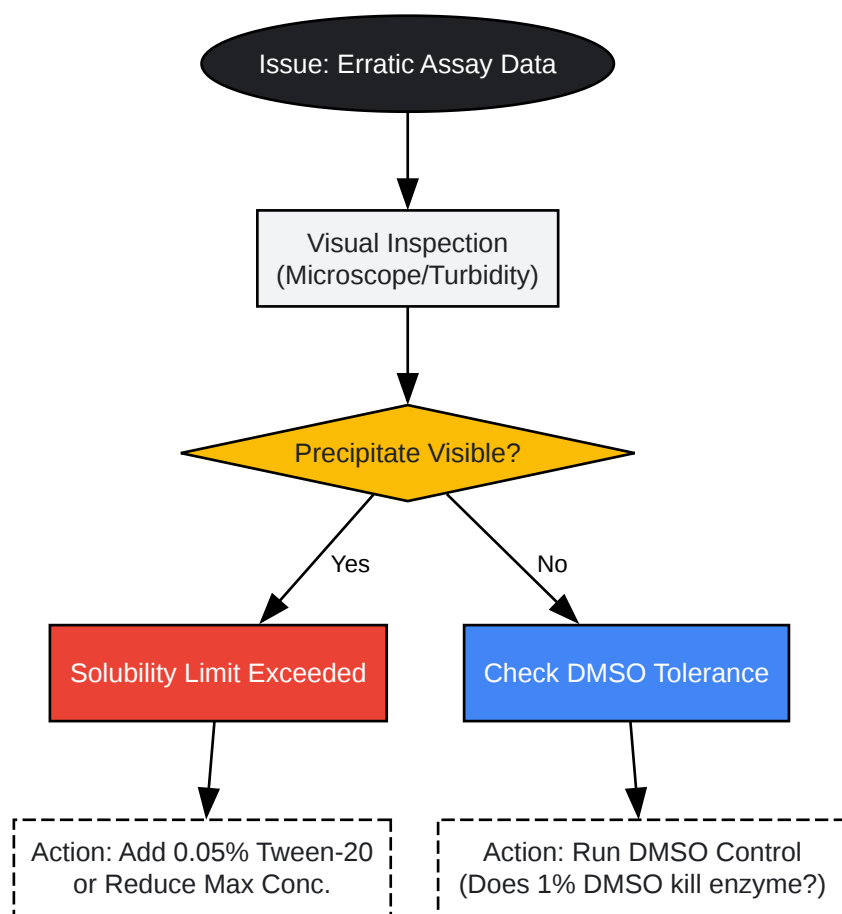 Issue: Erratic Assay Data
Visual Inspection
(Microscope/Turbidity)
Precipitate Visible?
Yes
No
Solubility Limit Exceeded
Check DMSO Tolerance
Action: Add 0.05% Tween-20
or Reduce Max Conc.
Action: Run DMSO Control
(Does 1% DMSO kill enzyme?)